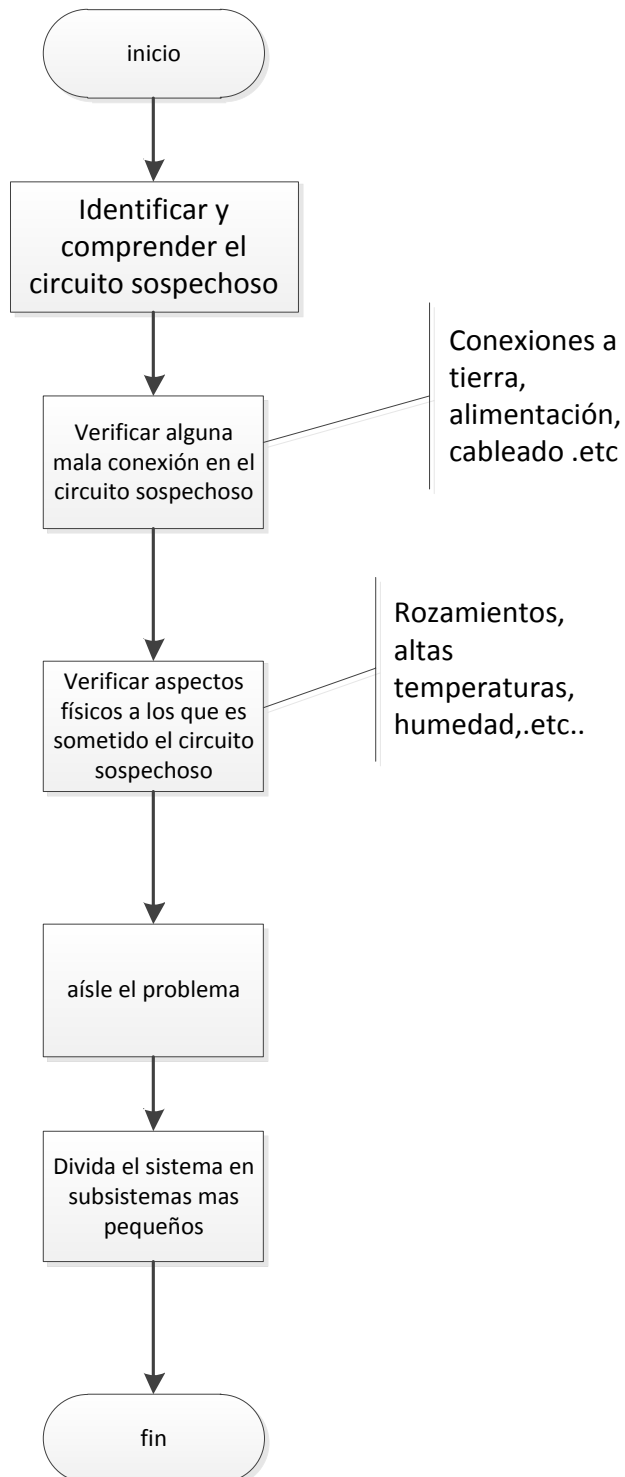 inicio
Identificar y
comprender el
circuito sospechoso
Verificar alguna
mala conexión en el
circuito sospechoso
Conexiones a
tierra,
alimentación,
cableado .etc
Verificar aspectos
físicos a los que es
sometido el circuito
sospechoso
Rozamientos,
altas
temperaturas,
humedad,.etc..
aísle el problema
Divida el sistema en
subsistemas mas
pequeños
fin